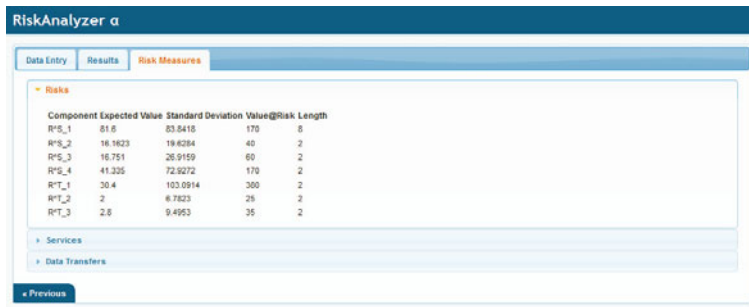 RiskAnalyzer α
Data Entry Results Risk Measures
Risks
Component Expected Value Standard Deviation Value@Risk Length
R^S_1 81.6 83.8418 170 8
R^S_2 16.1623 19.6284 40 2
R^S_3 16.751 26.9159 60 2
R^S_4 41.335 72.9272 170 2
R^T_1 30.4 103.0914 380 2
R^T_2 2 6.7823 25 2
R^T_3 2.8 9.4953 35 2
Services
Data Transfers
« Previous